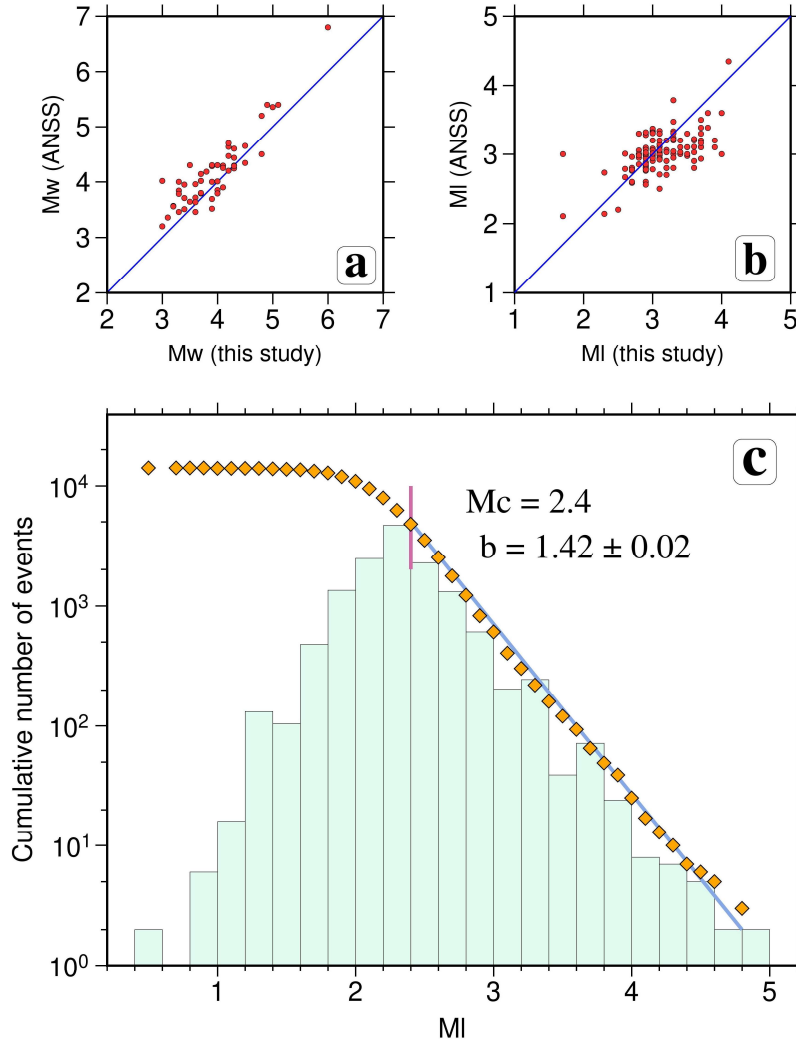 7
6
5
4
3
2
Mw (ANSS)
a
2 3 4 5 6 7
Mw (this study)
5
4
3
2
1
Ml (ANSS)
b
1 2 3 4 5
Ml (this study)
c
Mc = 2.4
b = 1.42 ± 0.02
10⁴
10³
10²
10¹
10⁰
Cumulative number of events
1 2 3 4 5
Ml